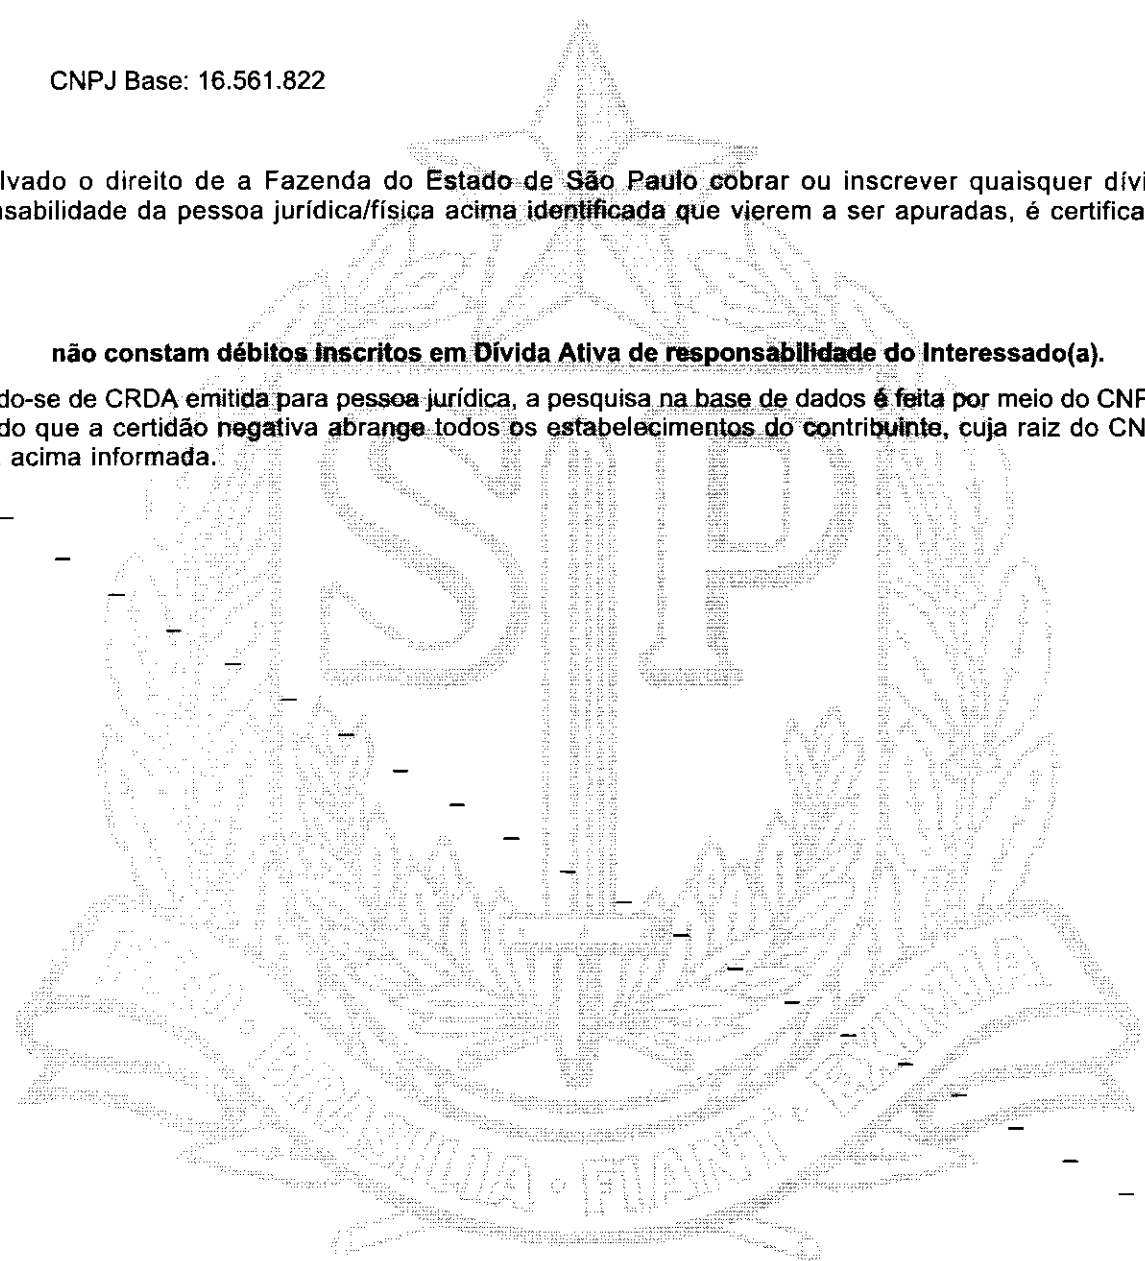 CNPJ Base: 16.561.822
lvado o direito de a Fazenda do Estado de São Paulo cobrar ou inscrever quaisquer dívi
nsabilidade da pessoa jurídica/física acima identificada que vierem a ser apuradas, é certifica
não constam débitos inscritos em Dívida Ativa de responsabilidade do Interessado(a).
do-se de CRDA emitida para pessoa jurídica, a pesquisa na base de dados é feita por meio do CNP
do que a certidão negativa abrange todos os estabelecimentos do contribuinte, cuja raiz do CN
acima informada.
SP
BRASILIA · FIANT · EXIMIA